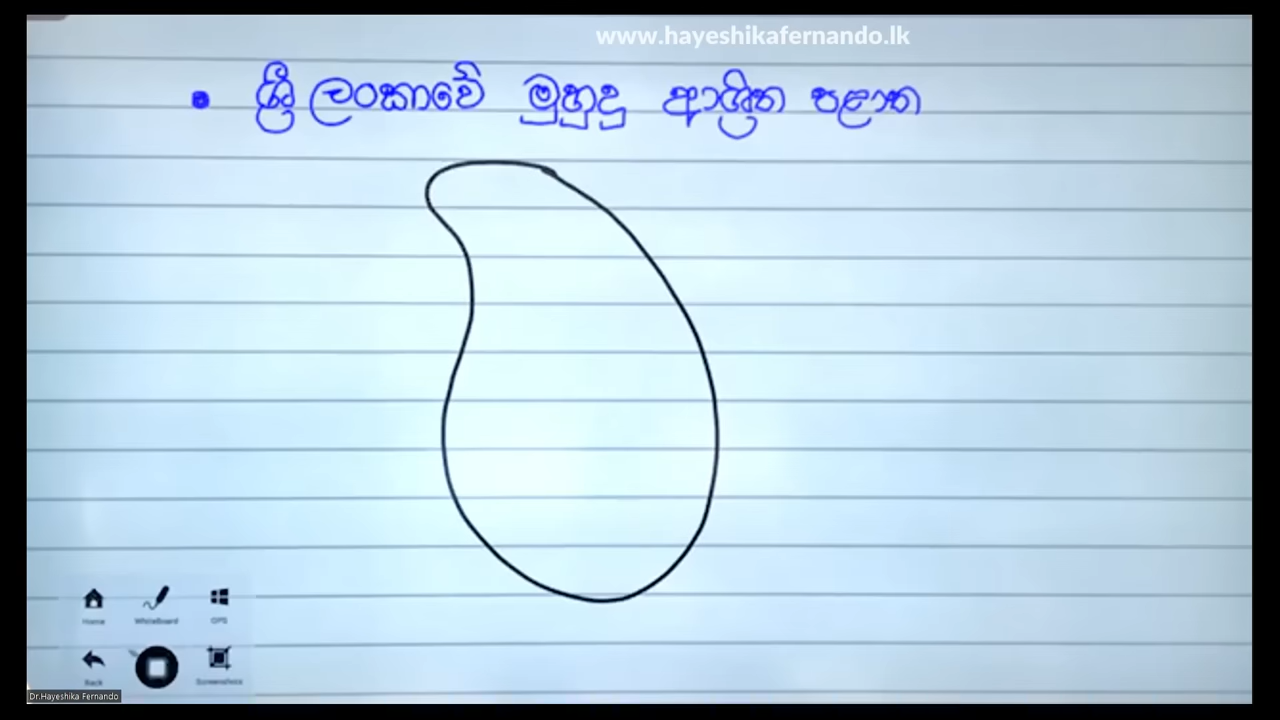 www.hayeshikafernando.lk
• ශ්‍රී ලංකාවේ මුහුදු ආශ්‍රිත පළාත
Home
WhiteBoard
OPS
Back
Screenshots
Dr.Hayeshika Fernando